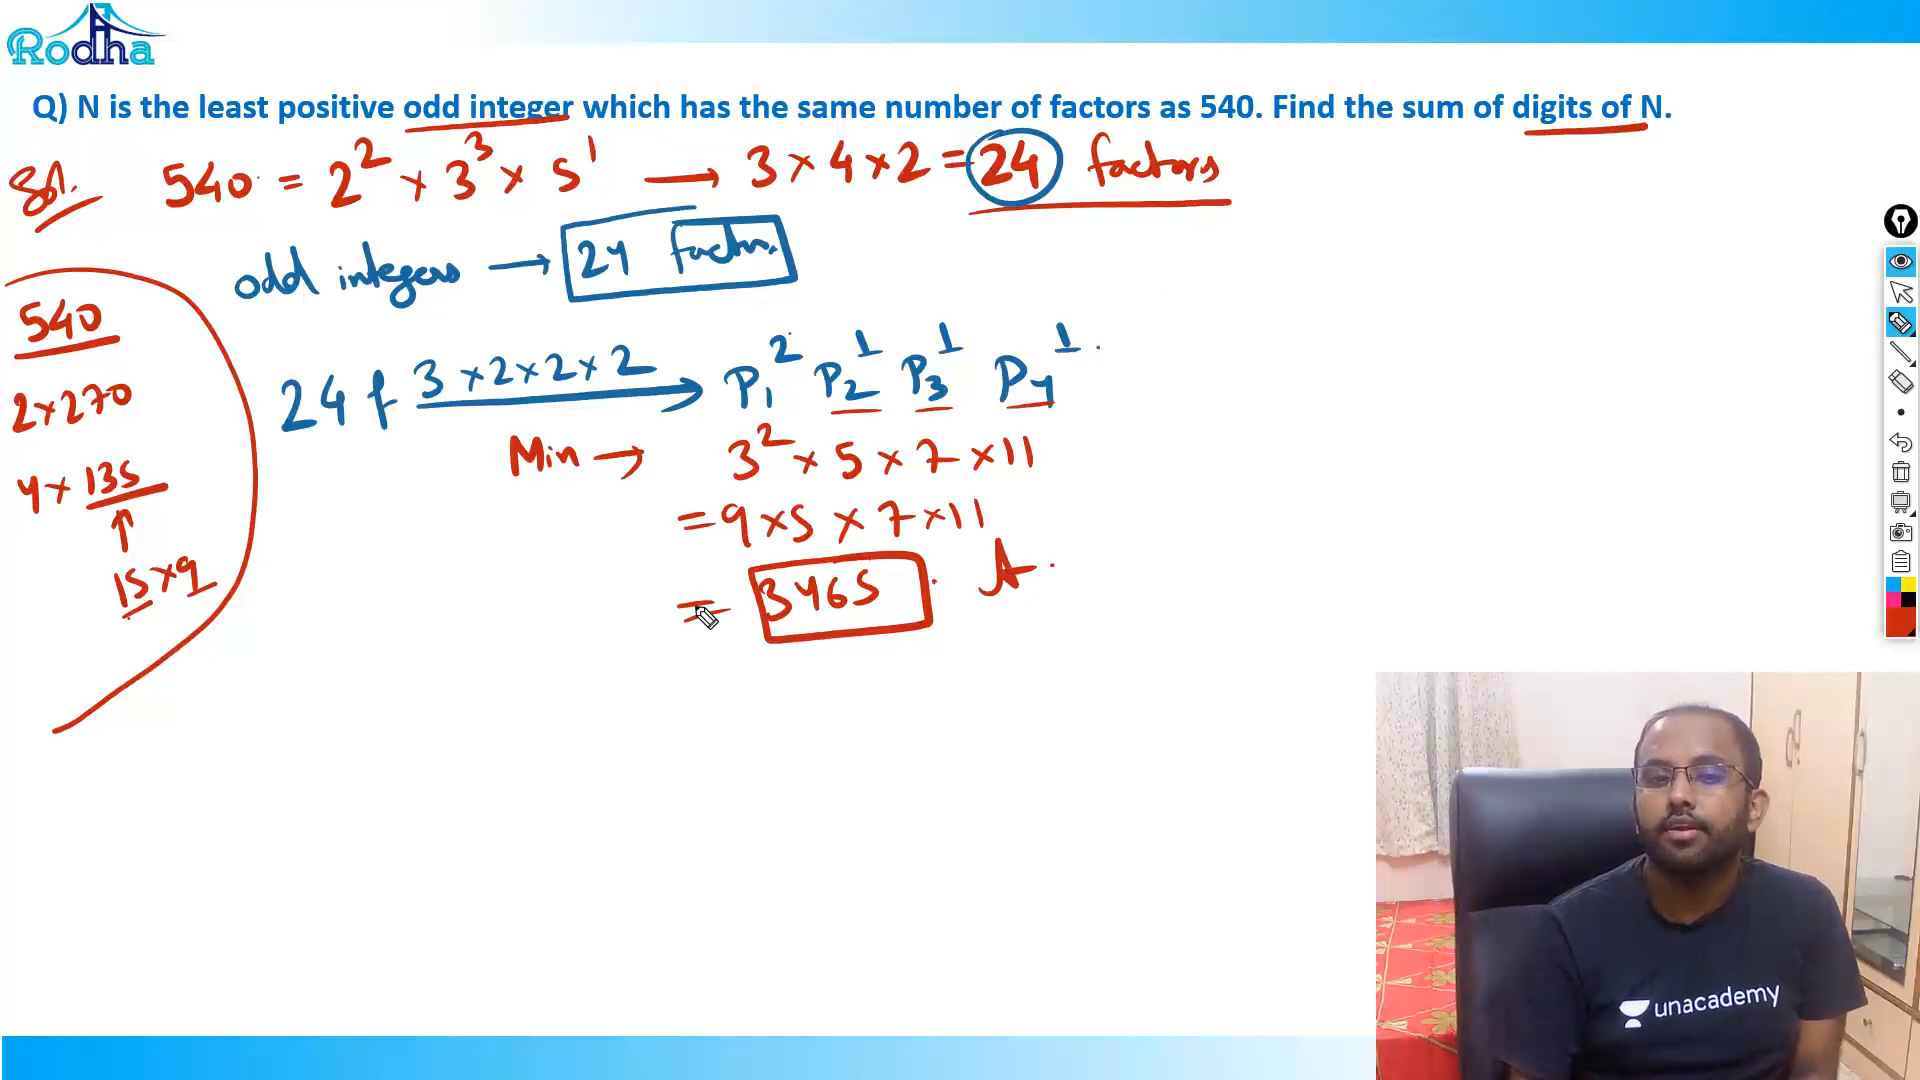 Rodha
Q) N is the least positive odd integer which has the same number of factors as 540. Find the sum of digits of N.
Sol. 540 = 2² × 3³ × 5¹ → 3 × 4 × 2 = 24 factors
odd integers → 24 factors.
540
2×270
4×135
↑
15×9
24 f 3×2×2×2 → P₁² P₂¹ P₃¹ P₄¹
Min → 3² × 5 × 7 × 11
= 9×5 × 7×11
= 3465. A.
unacademy